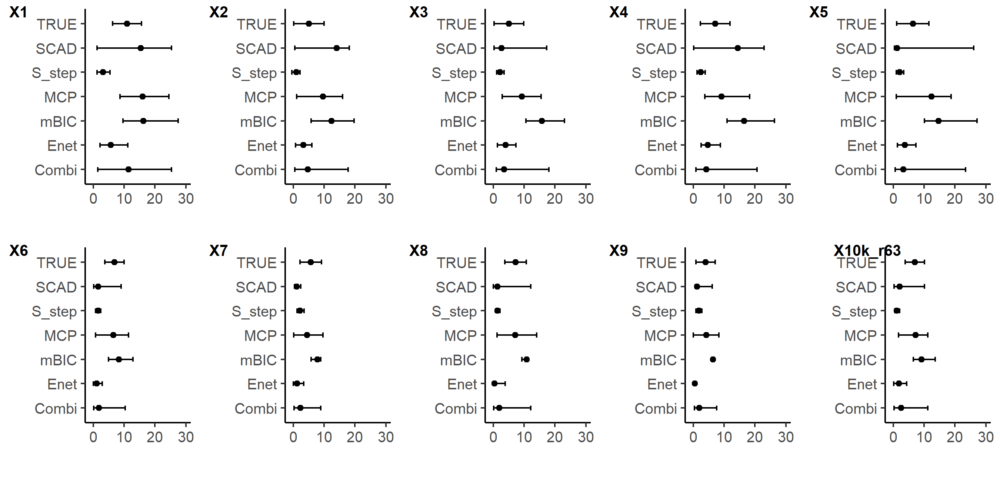 X1
TRUE
SCAD
S_step
MCP
mBIC
Enet
Combi
0 10 20 30
X2
TRUE
SCAD
S_step
MCP
mBIC
Enet
Combi
0 10 20 30
X3
TRUE
SCAD
S_step
MCP
mBIC
Enet
Combi
0 10 20 30
X4
TRUE
SCAD
S_step
MCP
mBIC
Enet
Combi
0 10 20 30
X5
TRUE
SCAD
S_step
MCP
mBIC
Enet
Combi
0 10 20 30
X6
TRUE
SCAD
S_step
MCP
mBIC
Enet
Combi
0 10 20 30
X7
TRUE
SCAD
S_step
MCP
mBIC
Enet
Combi
0 10 20 30
X8
TRUE
SCAD
S_step
MCP
mBIC
Enet
Combi
0 10 20 30
X9
TRUE
SCAD
S_step
MCP
mBIC
Enet
Combi
0 10 20 30
X10k_r63
TRUE
SCAD
S_step
MCP
mBIC
Enet
Combi
0 10 20 30